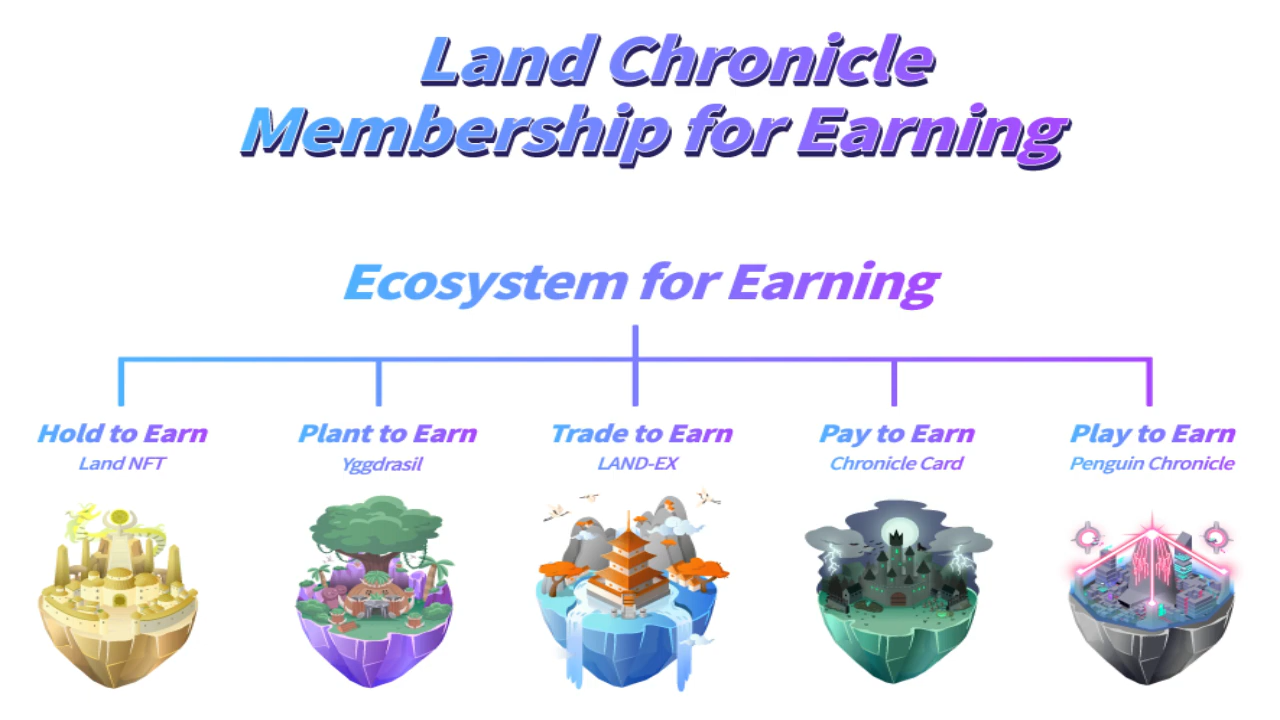 Land Chronicle
Membership for Earning
Ecosystem for Earning
Hold to Earn
Land NFT
Plant to Earn
Yggdrasil
Trade to Earn
LAND-EX
Pay to Earn
Chronicle Card
Play to Earn
Penguin Chronicle